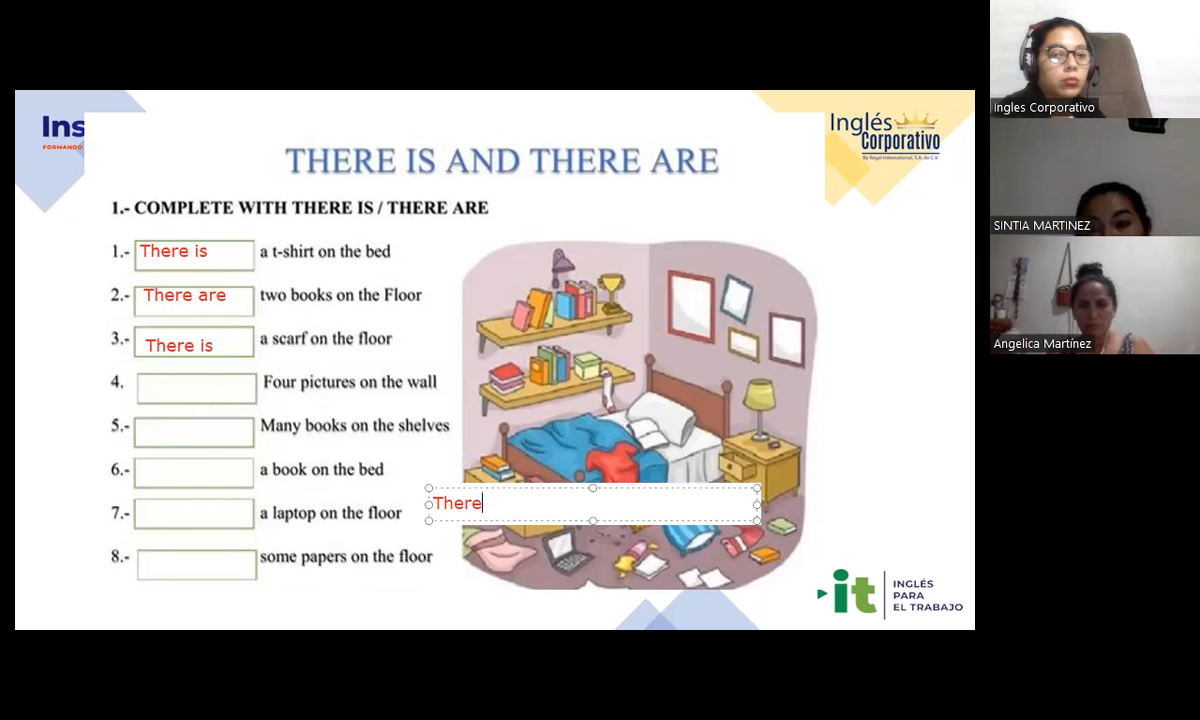 Ins
FORMANDO
Inglés
Corporativo
By Regal International, S.A. de C.V.
THERE IS AND THERE ARE
1.- COMPLETE WITH THERE IS / THERE ARE
1.- There is a t-shirt on the bed
2.- There are two books on the Floor
3.- There is a scarf on the floor
4. Four pictures on the wall
5.- Many books on the shelves
6.- a book on the bed
7.- a laptop on the floor
8.- some papers on the floor
There
it INGLÉS
PARA
EL TRABAJO
Ingles Corporativo
SINTIA MARTINEZ
Angelica Martínez